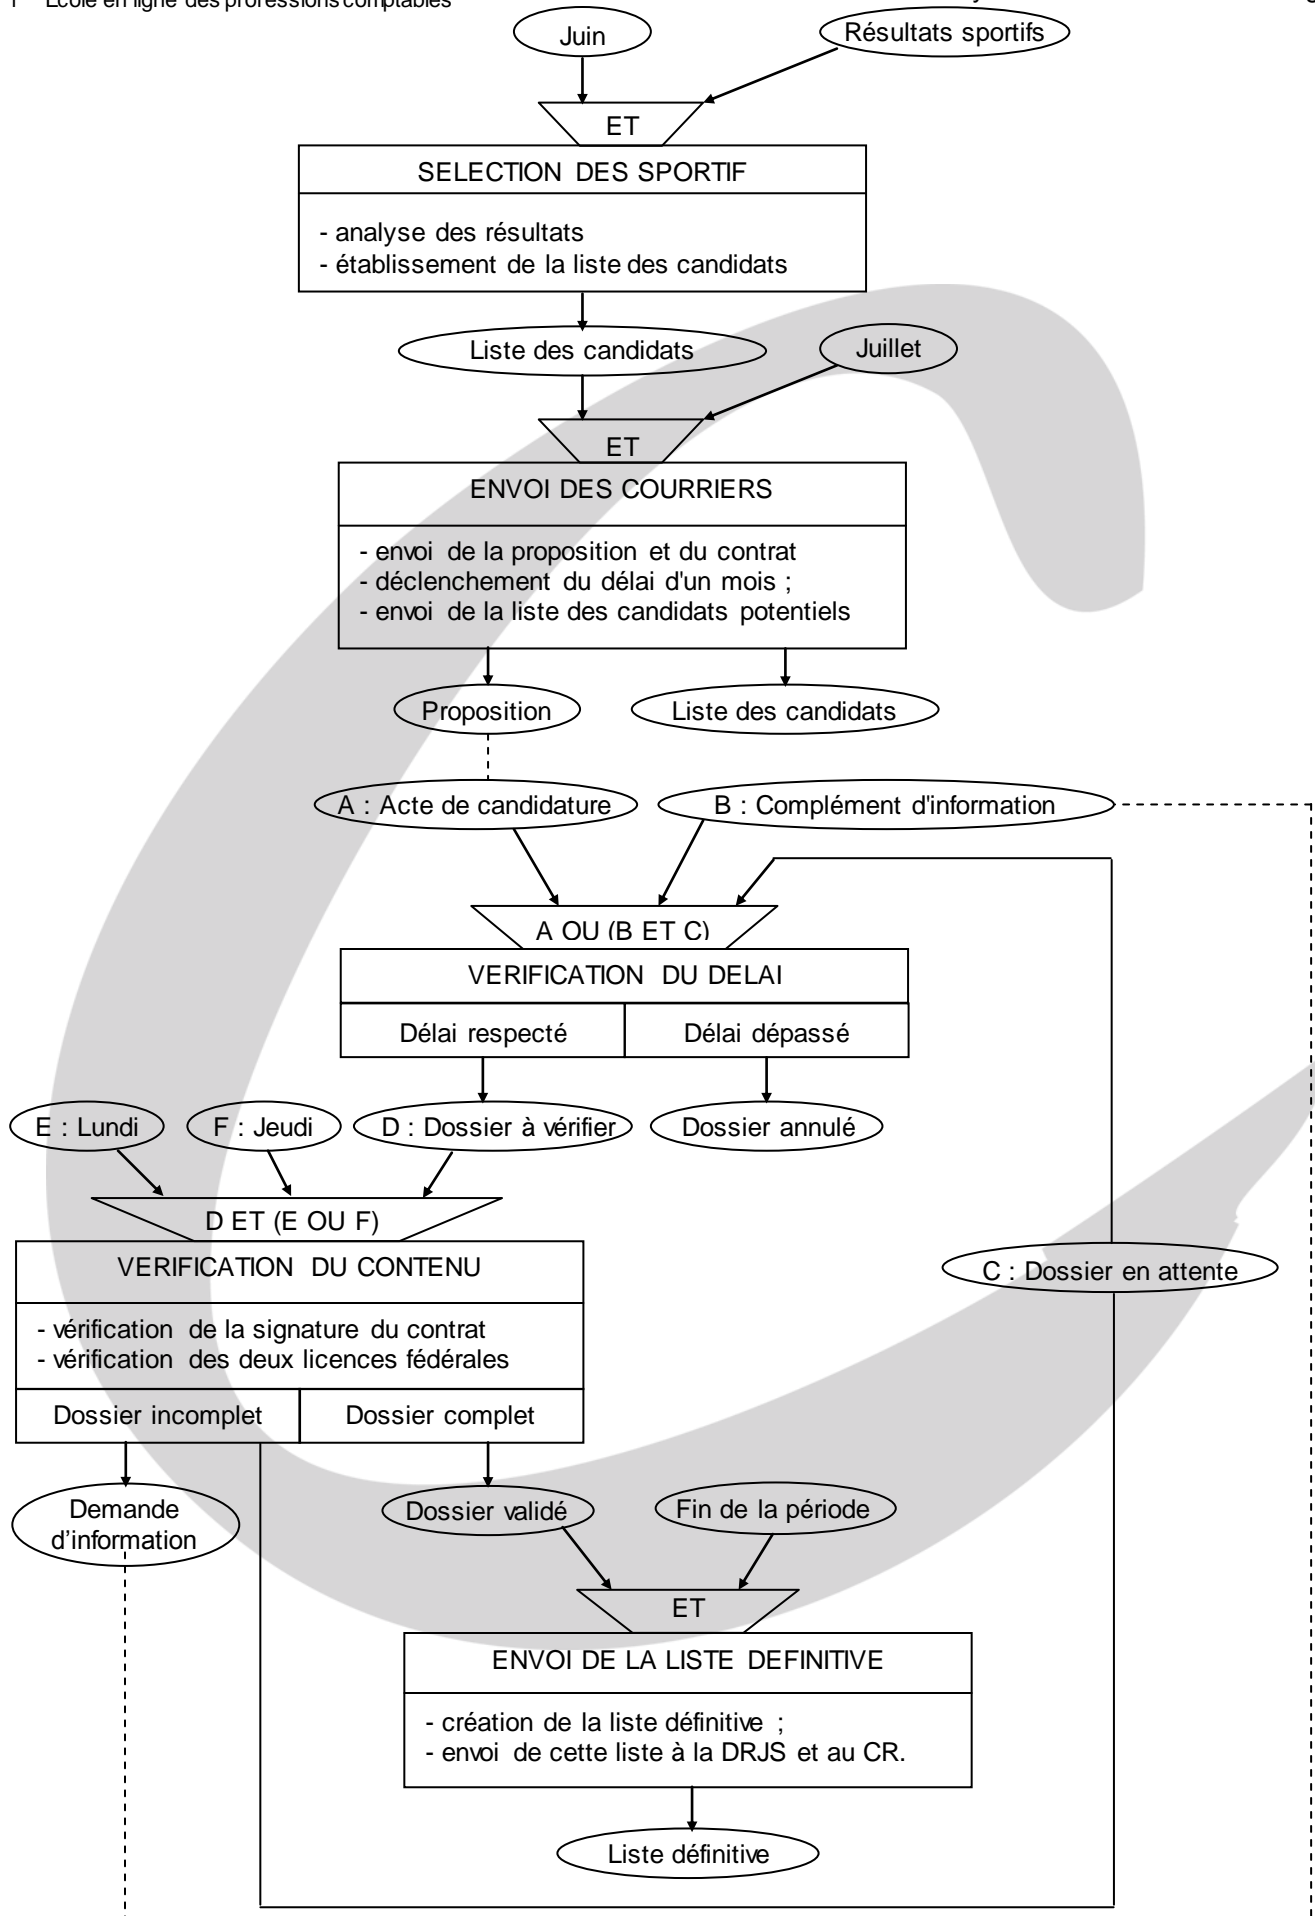 Ecole en ligne des professions comptables
Juin
Résultats sportifs
ET
SELECTION DES SPORTIF
- analyse des résultats
- établissement de la liste des candidats
Liste des candidats
Juillet
ET
ENVOI DES COURRIERS
- envoi de la proposition et du contrat
- déclenchement du délai d'un mois ;
- envoi de la liste des candidats potentiels
Proposition
Liste des candidats
A : Acte de candidature
B : Complément d'information
A OU (B ET C)
VERIFICATION DU DELAI
Délai respecté
Délai dépassé
E : Lundi
F : Jeudi
D : Dossier à vérifier
Dossier annulé
D ET (E OU F)
VERIFICATION DU CONTENU
C : Dossier en attente
- vérification de la signature du contrat
- vérification des deux licences fédérales
Dossier incomplet
Dossier complet
Demande
d'information
Dossier validé
Fin de la période
ET
ENVOI DE LA LISTE DEFINITIVE
- création de la liste définitive ;
- envoi de cette liste à la DRJS et au CR.
Liste définitive